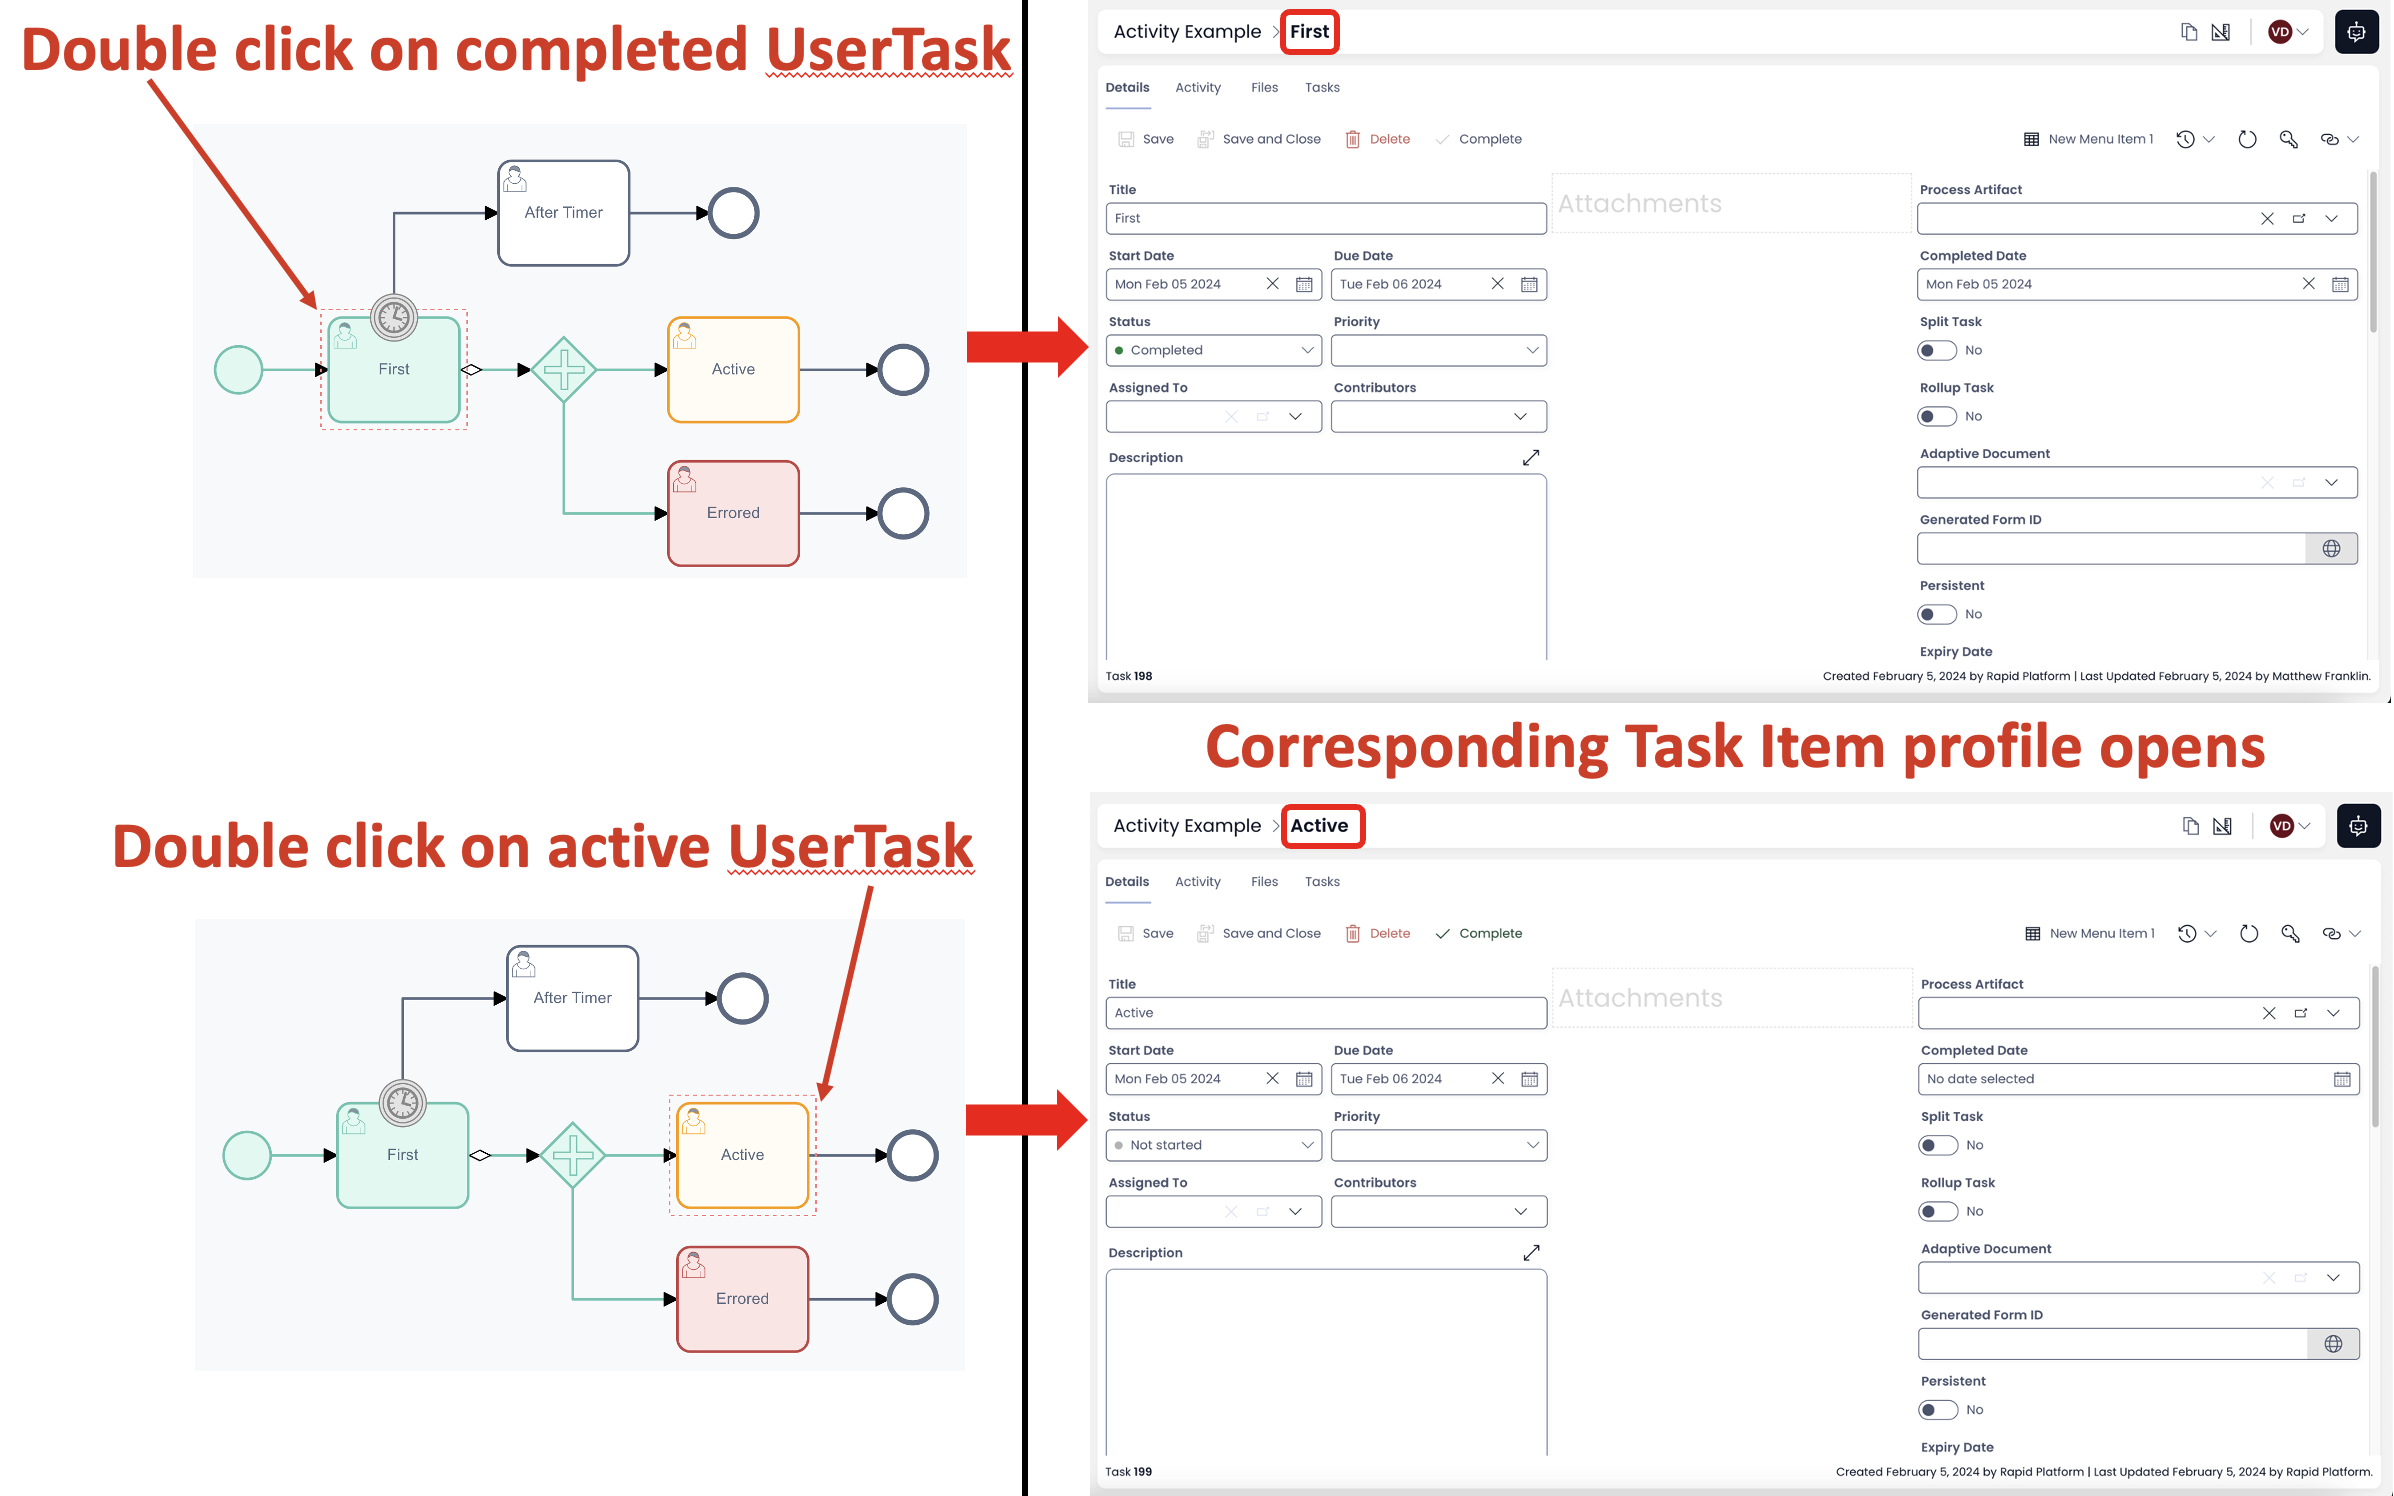 Double click on completed UserTask
After Timer
First
Active
Errored
Activity Example > First
VD
Details Activity Files Tasks
Save Save and Close Delete Complete New Menu Item 1
Title Attachments Process Artifact
First
Start Date Due Date Completed Date
Mon Feb 05 2024 Tue Feb 06 2024 Mon Feb 05 2024
Status Priority Split Task
Completed No
Assigned To Contributors Rollup Task
No
Description Adaptive Document
Generated Form ID
Persistent
No
Expiry Date
Task 198 Created February 5, 2024 by Rapid Platform | Last Updated February 5, 2024 by Matthew Franklin.
Corresponding Task Item profile opens
Double click on active UserTask
After Timer
First
Active
Errored
Activity Example > Active
VD
Details Activity Files Tasks
Save Save and Close Delete Complete New Menu Item 1
Title Attachments Process Artifact
Active
Start Date Due Date Completed Date
Mon Feb 05 2024 Tue Feb 06 2024 No date selected
Status Priority Split Task
Not started No
Assigned To Contributors Rollup Task
No
Description Adaptive Document
Generated Form ID
Persistent
No
Expiry Date
Task 199 Created February 5, 2024 by Rapid Platform | Last Updated February 5, 2024 by Rapid Platform.